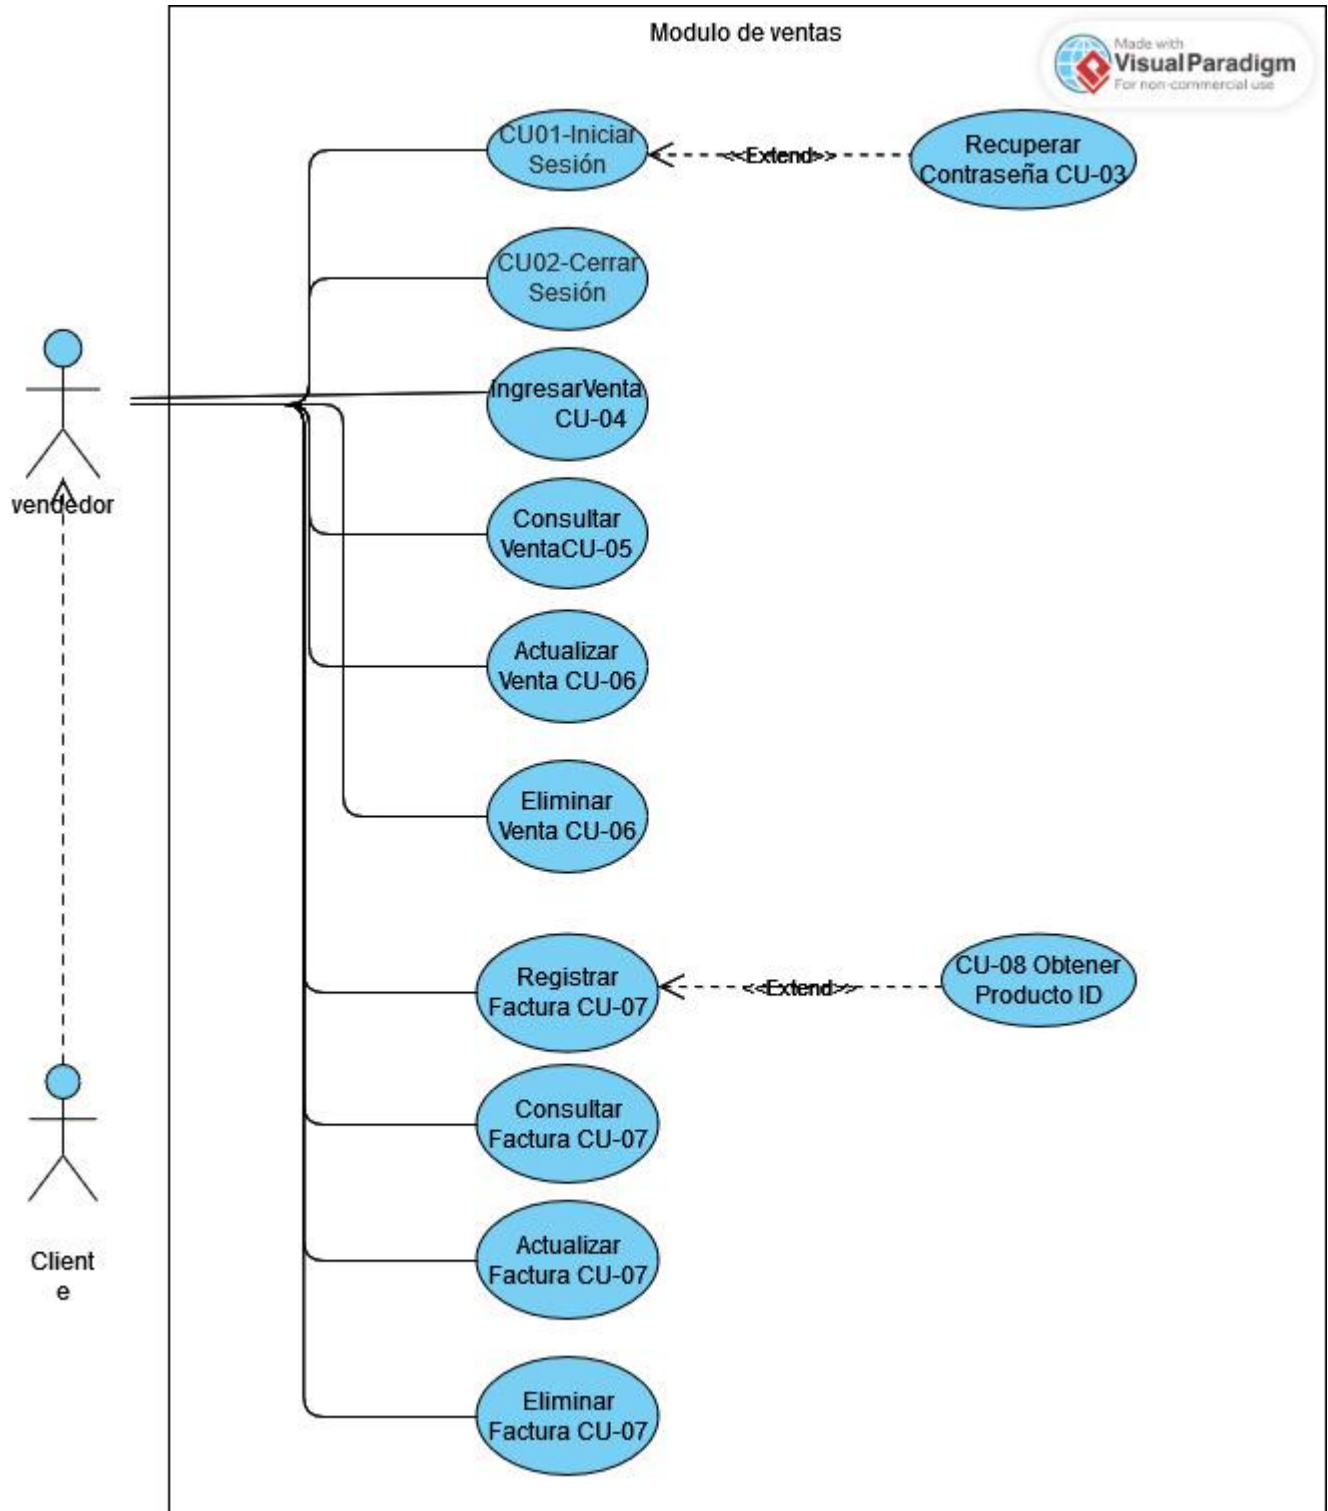 Modulo de ventas
Made with
VisualParadigm
For non-commercial use
CU01-Iniciar
Sesión
<<Extend>>
Recuperar
Contraseña CU-03
CU02-Cerrar
Sesión
IngresarVenta
CU-04
vendedor
Consultar
VentaCU-05
Actualizar
Venta CU-06
Eliminar
Venta CU-06
Registrar
Factura CU-07
<<Extend>>
CU-08 Obtener
Producto ID
Consultar
Factura CU-07
Client
e
Actualizar
Factura CU-07
Eliminar
Factura CU-07